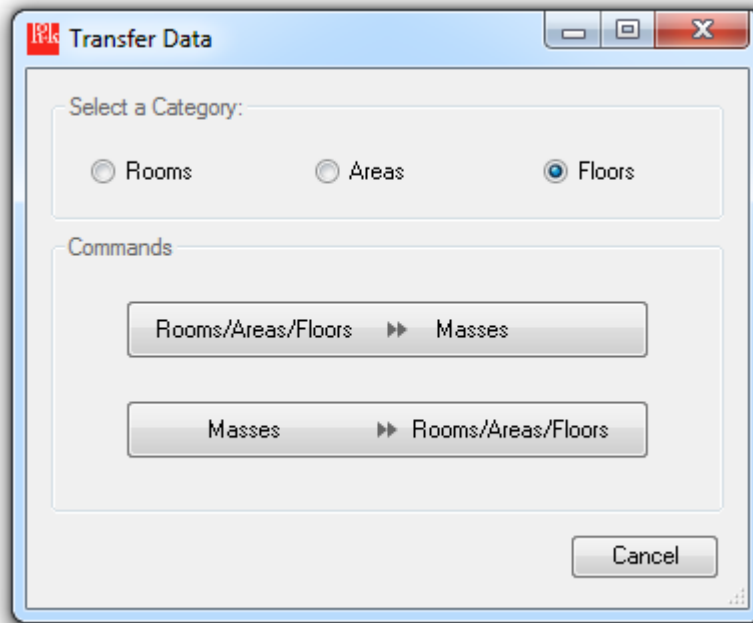 Transfer Data
Select a Category:
Rooms Areas Floors
Commands
Rooms/Areas/Floors Masses
Masses Rooms/Areas/Floors
Cancel